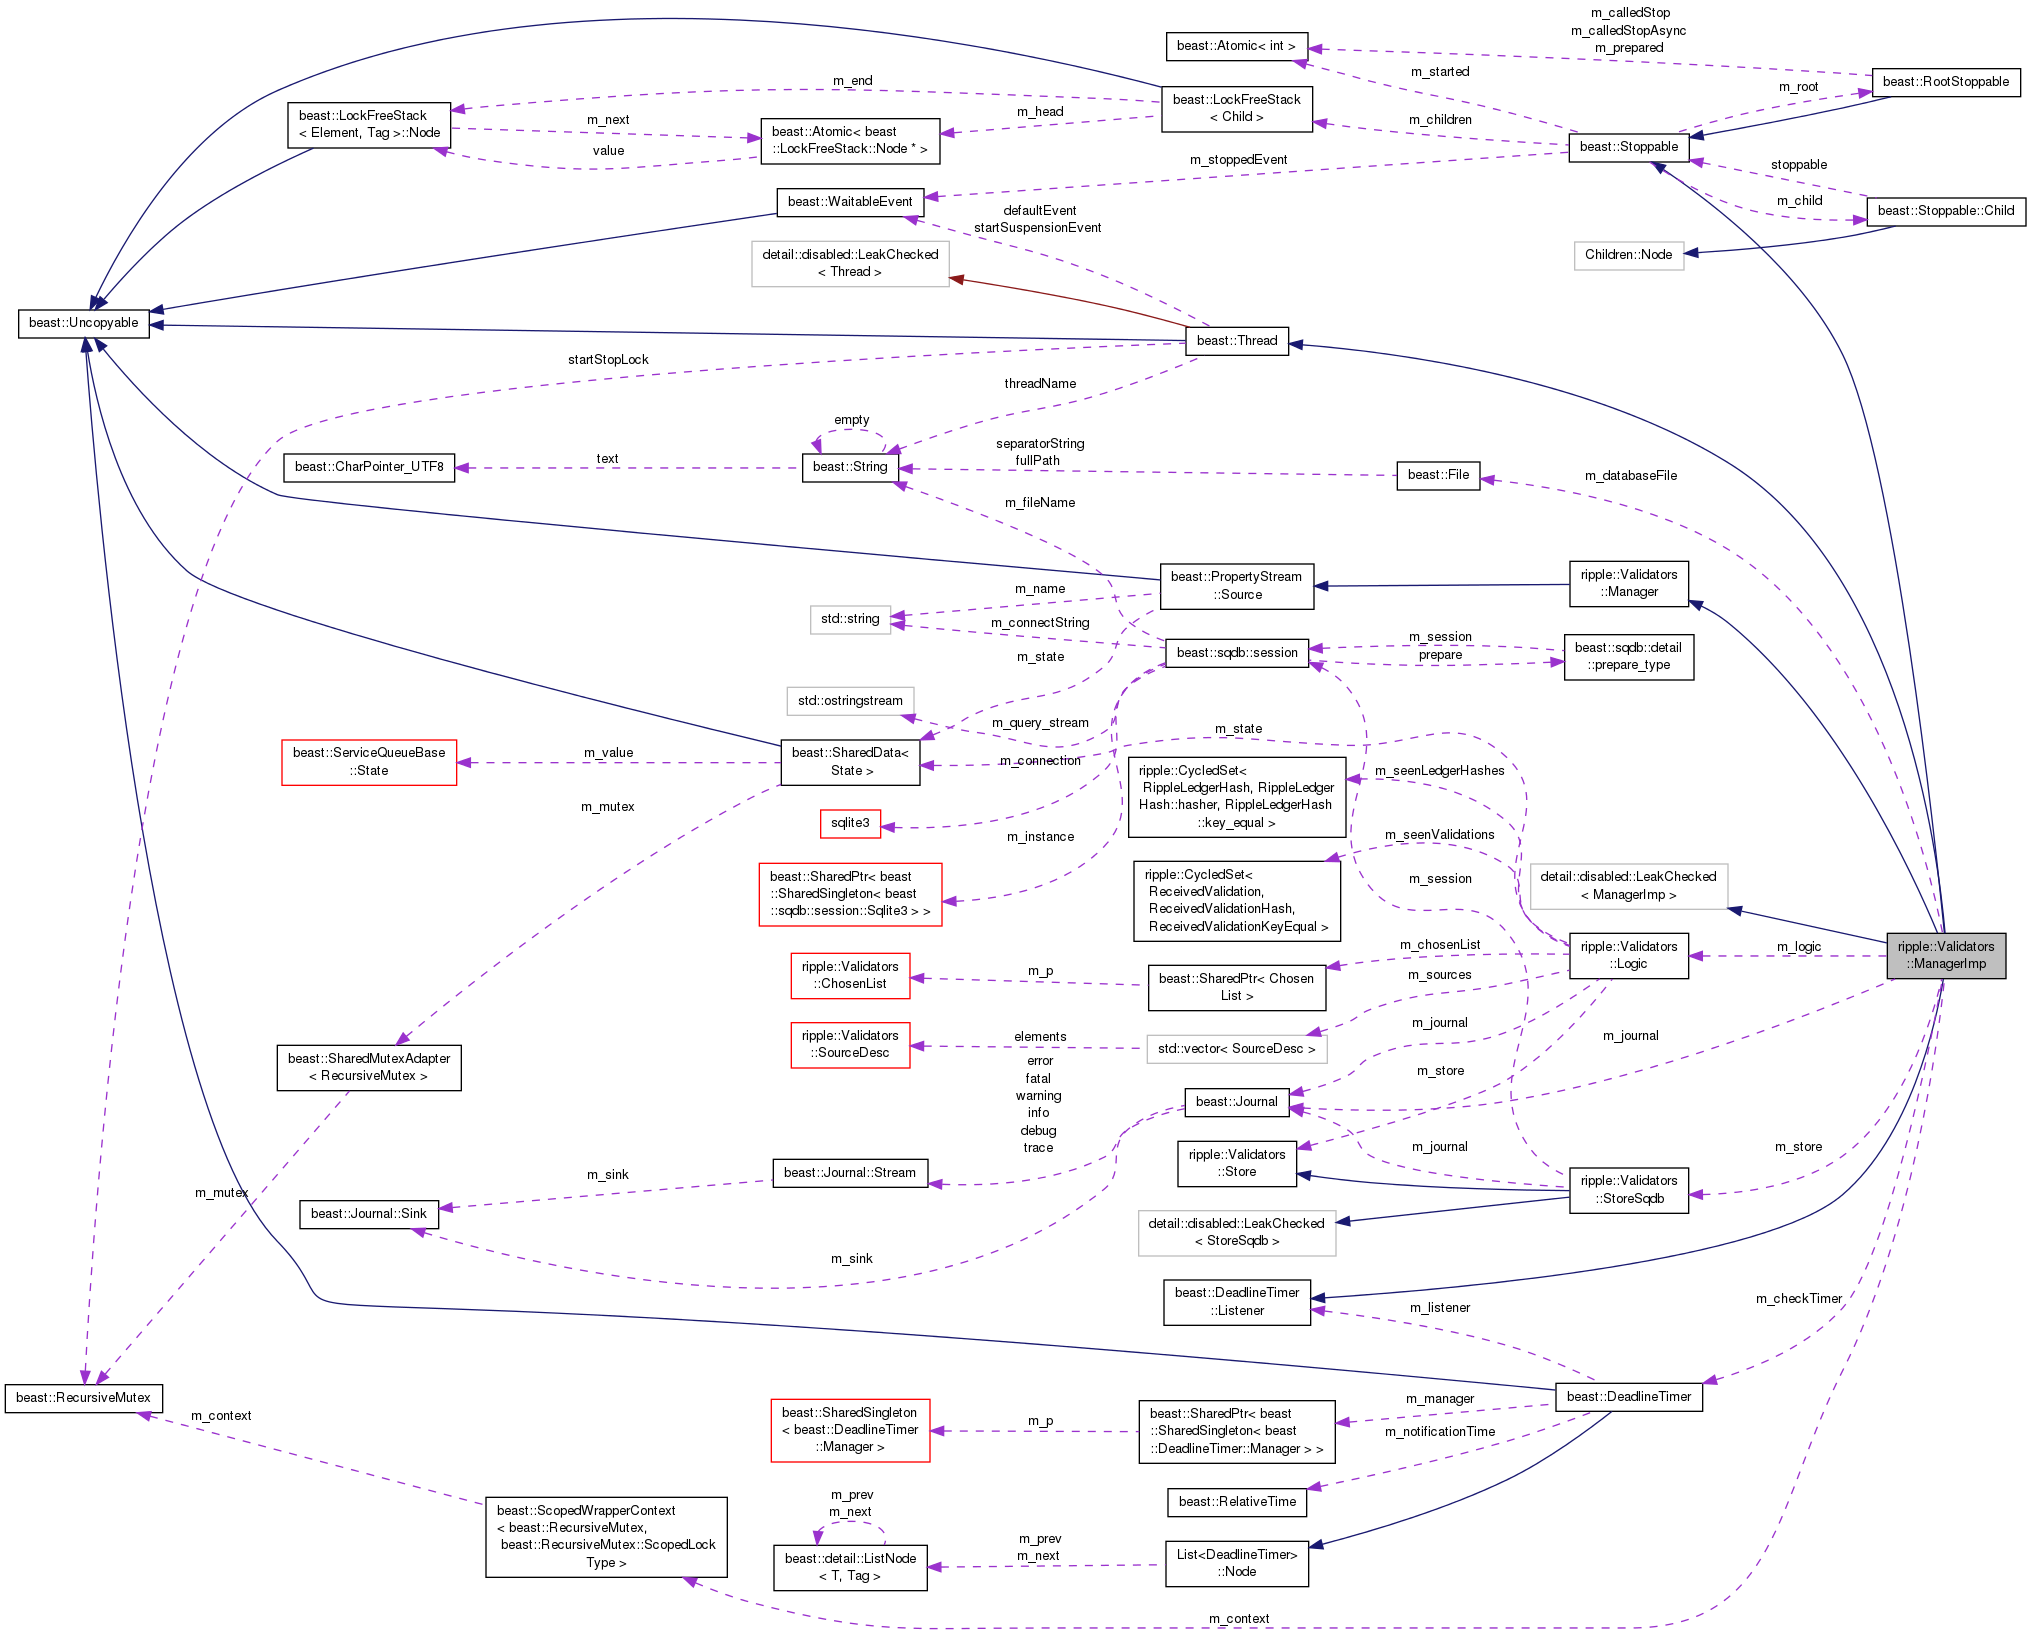 m_calledStop
m_calledStopAsync
m_prepared
beast::Atomic< int >
m_started
beast::RootStoppable
m_root
m_end
beast::LockFreeStack
< Child >
m_head
beast::LockFreeStack
< Element, Tag >::Node
m_next
value
beast::Atomic< beast
::LockFreeStack::Node * >
m_children
beast::Stoppable
m_stoppedEvent
stoppable
m_child
beast::Stoppable::Child
beast::WaitableEvent
defaultEvent
startSuspensionEvent
Children::Node
detail::disabled::LeakChecked
< Thread >
beast::Uncopyable
beast::Thread
startStopLock
threadName
empty
beast::CharPointer_UTF8
text
beast::String
separatorString
fullPath
beast::File
m_databaseFile
m_fileName
beast::PropertyStream
::Source
ripple::Validators
::Manager
m_name
std::string
m_connectString
m_state
beast::sqdb::session
m_session
prepare
beast::sqdb::detail
::prepare_type
std::ostringstream
m_query_stream
m_state
beast::ServiceQueueBase
::State
m_value
beast::SharedData<
State >
m_connection
ripple::CycledSet<
RippleLedgerHash, RippleLedger
Hash::hasher, RippleLedgerHash
::key_equal >
m_seenLedgerHashes
m_mutex
sqlite3
m_instance
m_seenValidations
beast::SharedPtr< beast
::SharedSingleton< beast
::sqdb::session::Sqlite3 > >
ripple::CycledSet<
ReceivedValidation,
ReceivedValidationHash,
ReceivedValidationKeyEqual >
m_session
detail::disabled::LeakChecked
< ManagerImp >
ripple::Validators
::Logic
m_logic
ripple::Validators
::ManagerImp
m_chosenList
ripple::Validators
::ChosenList
m_p
beast::SharedPtr< Chosen
List >
m_sources
ripple::Validators
::SourceDesc
elements
std::vector< SourceDesc >
m_journal
m_journal
beast::SharedMutexAdapter
< RecursiveMutex >
error
fatal
warning
info
debug
trace
m_store
beast::Journal
m_journal
m_store
ripple::Validators
::Store
beast::Journal::Stream
m_sink
ripple::Validators
::StoreSqdb
m_mutex
beast::Journal::Sink
detail::disabled::LeakChecked
< StoreSqdb >
m_sink
beast::DeadlineTimer
::Listener
m_listener
m_checkTimer
beast::RecursiveMutex
beast::DeadlineTimer
m_context
beast::SharedSingleton
< beast::DeadlineTimer
::Manager >
m_p
beast::SharedPtr< beast
::SharedSingleton< beast
::DeadlineTimer::Manager > >
m_manager
m_notificationTime
beast::RelativeTime
beast::ScopedWrapperContext
< beast::RecursiveMutex,
beast::RecursiveMutex::ScopedLock
Type >
m_prev
m_next
beast::detail::ListNode
< T, Tag >
m_prev
m_next
List<DeadlineTimer>
::Node
m_context